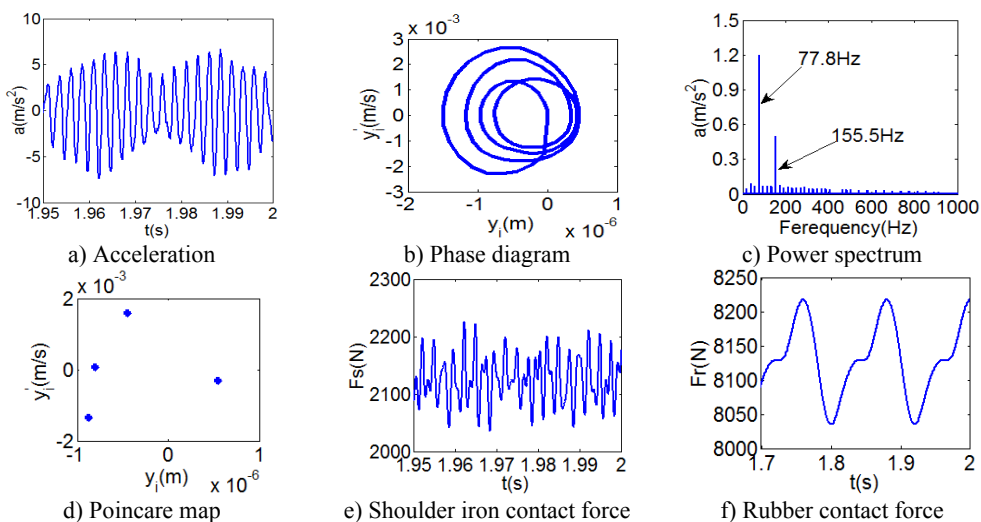 10
5
0
-5
-10
a(m/s²)
1.95 1.96 1.97 1.98 1.99 2
t(s)
a) Acceleration
x 10⁻³
3
2
1
0
-1
-2
-3
y'ᵢ(m/s)
-2 -1 0 1
yᵢ(m) x 10⁻⁶
b) Phase diagram
1.5
1.2
0.9
0.6
0.3
0
a(m/s²)
77.8Hz
155.5Hz
0 200 400 600 800 1000
Ferequency(Hz)
c) Power spectrum
x 10⁻³
2
0
-2
y'ᵢ(m/s)
-1 0 1
yᵢ(m) x 10⁻⁶
d) Poincare map
2300
2200
2100
2000
Fs(N)
1.95 1.96 1.97 1.98 1.99 2
t(s)
e) Shoulder iron contact force
8250
8200
8150
8100
8050
8000
Fr(N)
1.7 1.8 1.9 2
t(s)
f) Rubber contact force